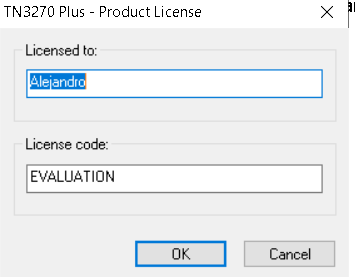 TN3270 Plus - Product License
Licensed to:
Alejandro
License code:
EVALUATION
OK
Cancel